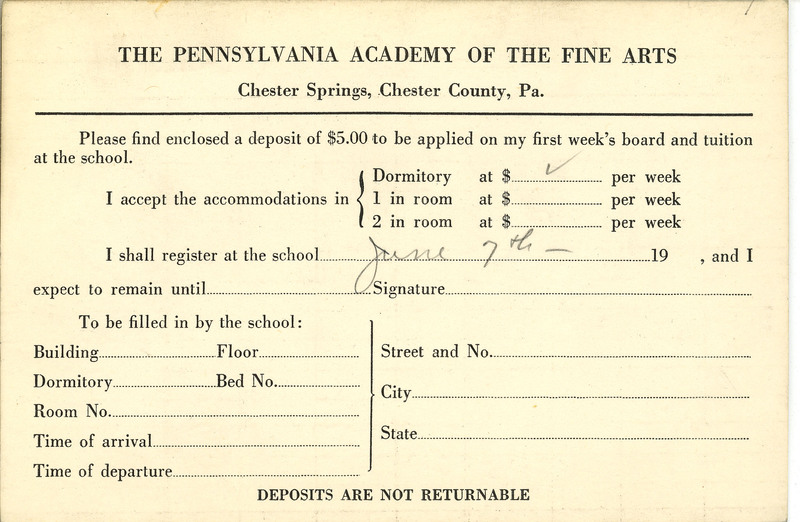 THE PENNSYLVANIA ACADEMY OF THE FINE ARTS
Chester Springs, Chester County, Pa.
Please find enclosed a deposit of $5.00 to be applied on my first week's board and tuition
at the school.
I accept the accommodations in
Dormitory at $ ✓ per week
1 in room at $ per week
2 in room at $ per week
I shall register at the school June 7th — 19 , and I
expect to remain until Signature
To be filled in by the school:
Building Floor
Dormitory Bed No.
Room No.
Time of arrival
Time of departure
Street and No.
City
State
DEPOSITS ARE NOT RETURNABLE